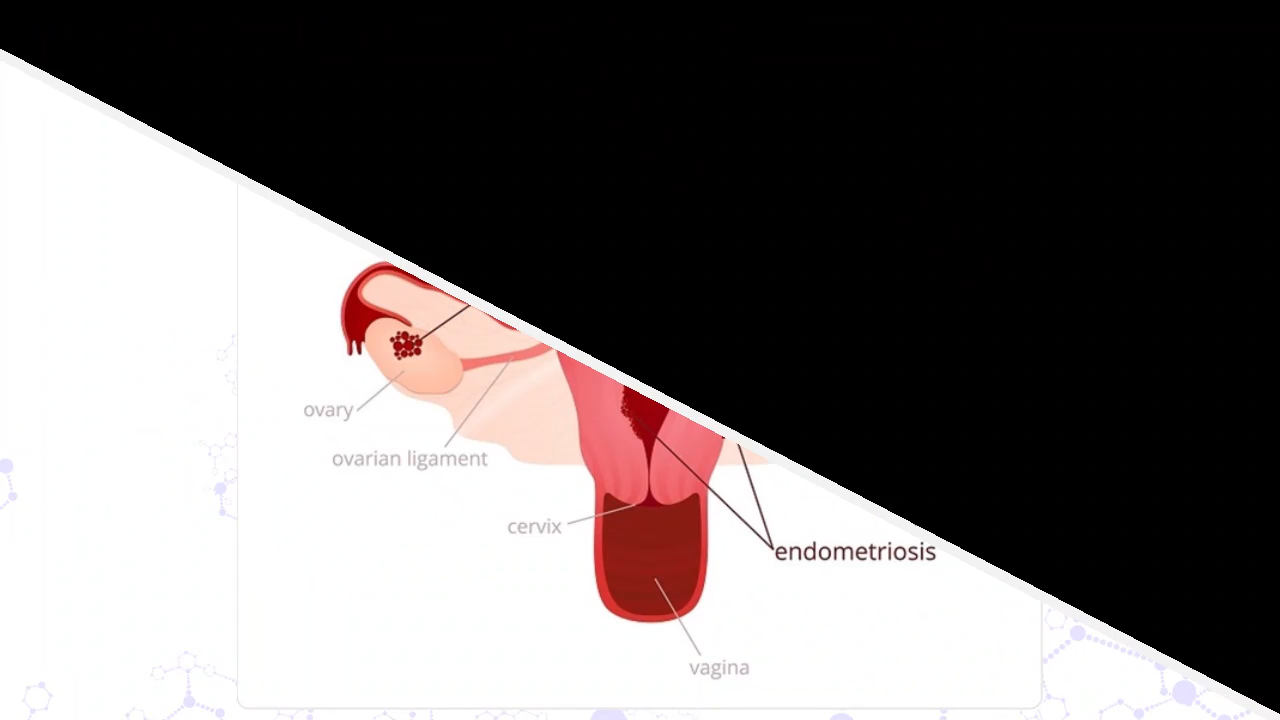 ovary
ovarian ligament
cervix
endometriosis
vagina